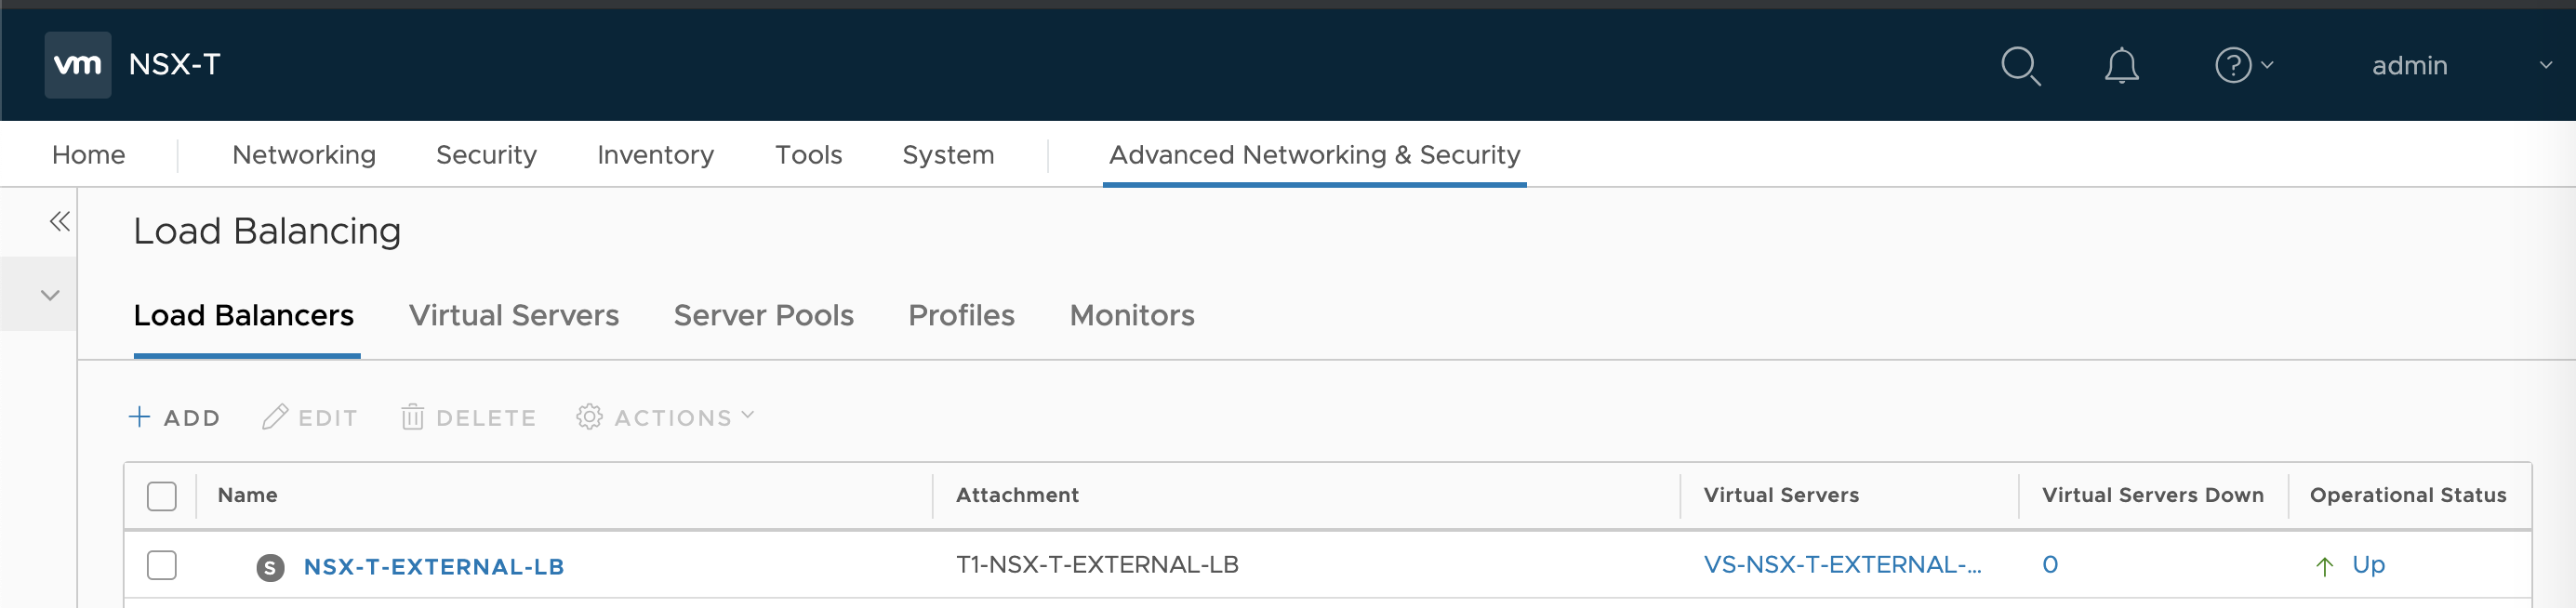 vm NSX-T admin
Home Networking Security Inventory Tools System Advanced Networking & Security
Load Balancing
Load Balancers Virtual Servers Server Pools Profiles Monitors
+ ADD EDIT DELETE ACTIONS
Name Attachment Virtual Servers Virtual Servers Down Operational Status
S NSX-T-EXTERNAL-LB T1-NSX-T-EXTERNAL-LB VS-NSX-T-EXTERNAL-... 0 Up